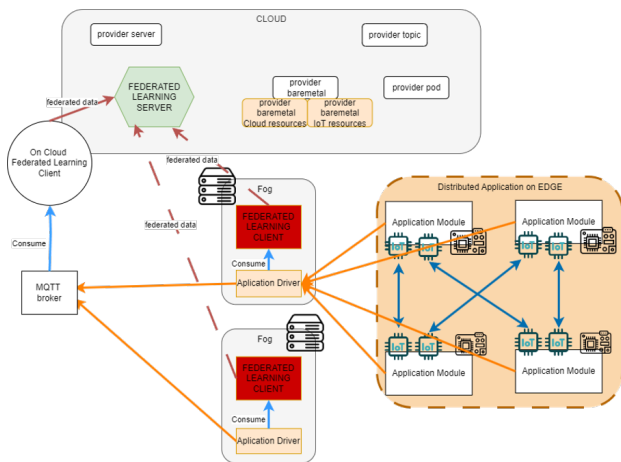 CLOUD
provider server
provider topic
FEDERATED
LEARNING
SERVER
provider
baremetal
provider pod
provider
baremetal
Cloud resources
provider
baremetal
IoT resources
federated data
On Cloud
Federated Learning
Client
federated data
federated data
Consume
MQTT
broker
Fog
FEDERATED
LEARNING
CLIENT
Consume
Aplication Driver
Fog
FEDERATED
LEARNING
CLIENT
Consume
Aplication Driver
Distributed Application on EDGE
Application Module
Application Module
IoT
IoT
IoT
IoT
IoT
IoT
IoT
IoT
Application Module
Application Module